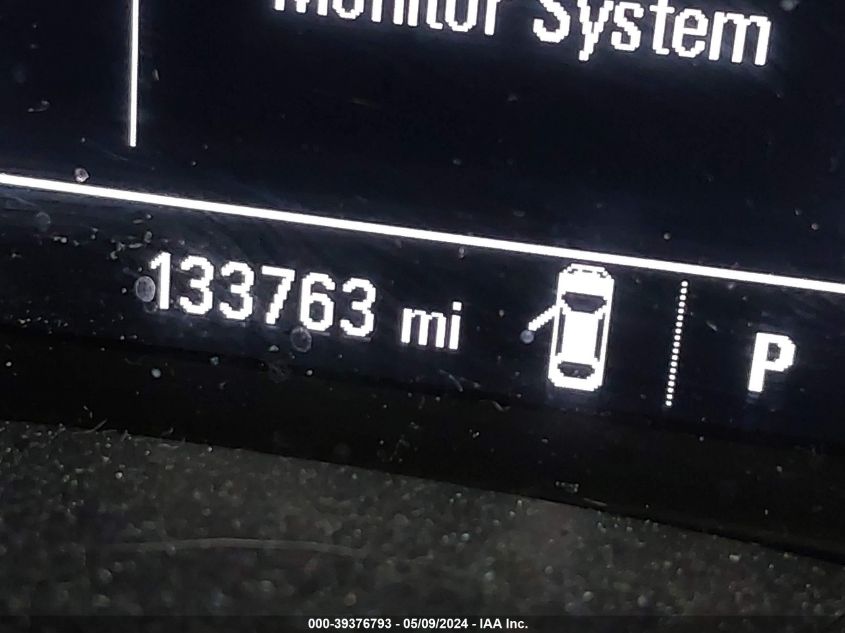 Monitor System
133763 mi
P
000-39376793 - 05/09/2024 - IAA Inc.